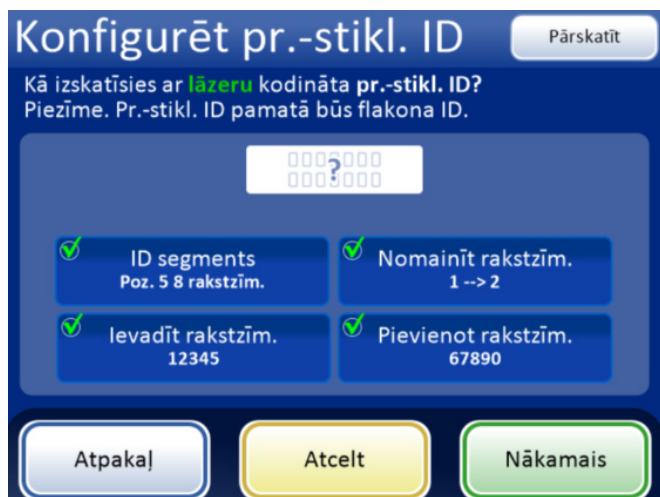 Konfigurēt pr.-stikl. ID
Pārskatīt
Kā izskatīsies ar lāzeru kodināta pr.-stikl. ID?
Piezīme. Pr.-stikl. ID pamatā būs flakona ID.
?
ID segments
Poz. 5 8 rakstzīm.
Nomainīt rakstzīm.
1 --> 2
Ievadīt rakstzīm.
12345
Pievienot rakstzīm.
67890
Atpakaļ
Atcelt
Nākamais